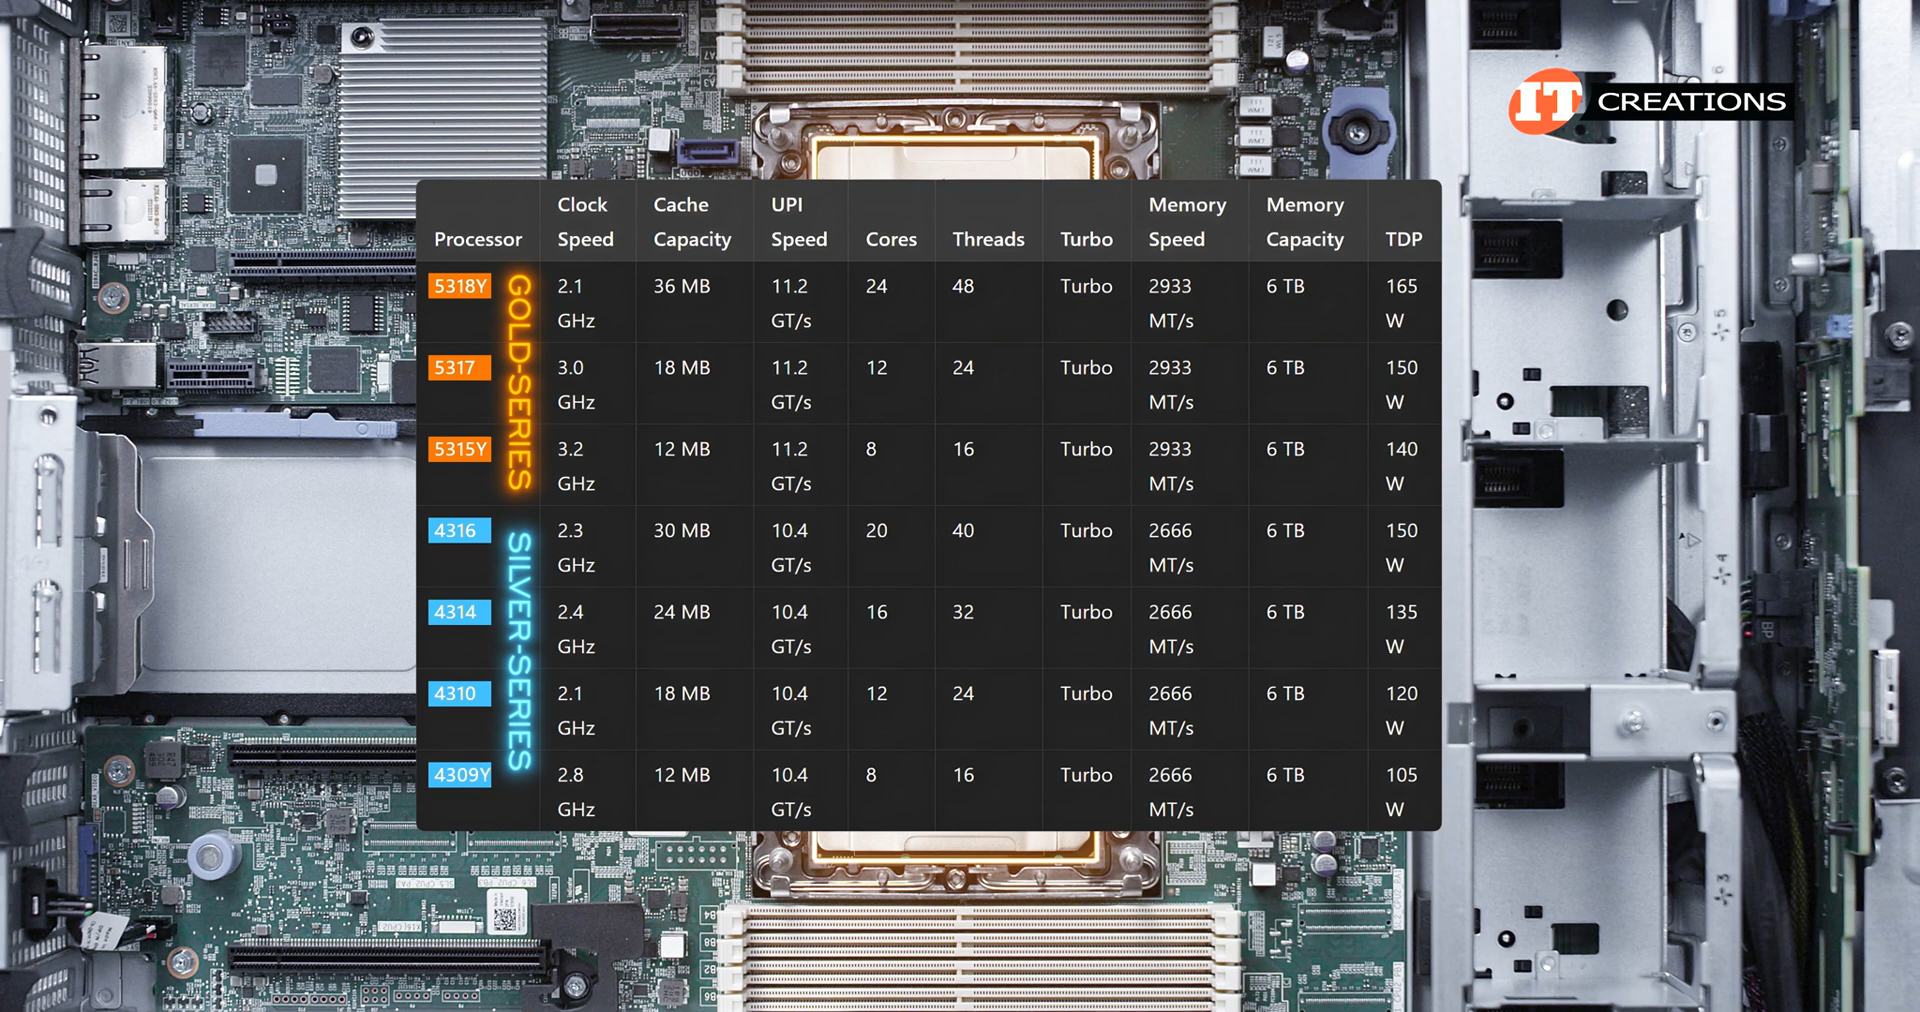 IT CREATIONS
Clock Cache UPI Memory Memory
Processor Speed Capacity Speed Cores Threads Turbo Speed Capacity TDP
5318Y 2.1 36 MB 11.2 24 48 Turbo 2933 6 TB 165
GHz GT/s MT/s W
5317 3.0 18 MB 11.2 12 24 Turbo 2933 6 TB 150
GHz GT/s MT/s W
5315Y 3.2 12 MB 11.2 8 16 Turbo 2933 6 TB 140
GHz GT/s MT/s W
GOLD-SERIES
4316 2.3 30 MB 10.4 20 40 Turbo 2666 6 TB 150
GHz GT/s MT/s W
4314 2.4 24 MB 10.4 16 32 Turbo 2666 6 TB 135
GHz GT/s MT/s W
4310 2.1 18 MB 10.4 12 24 Turbo 2666 6 TB 120
GHz GT/s MT/s W
4309Y 2.8 12 MB 10.4 8 16 Turbo 2666 6 TB 105
GHz GT/s MT/s W
SILVER-SERIES
B4
B8
B2
B6